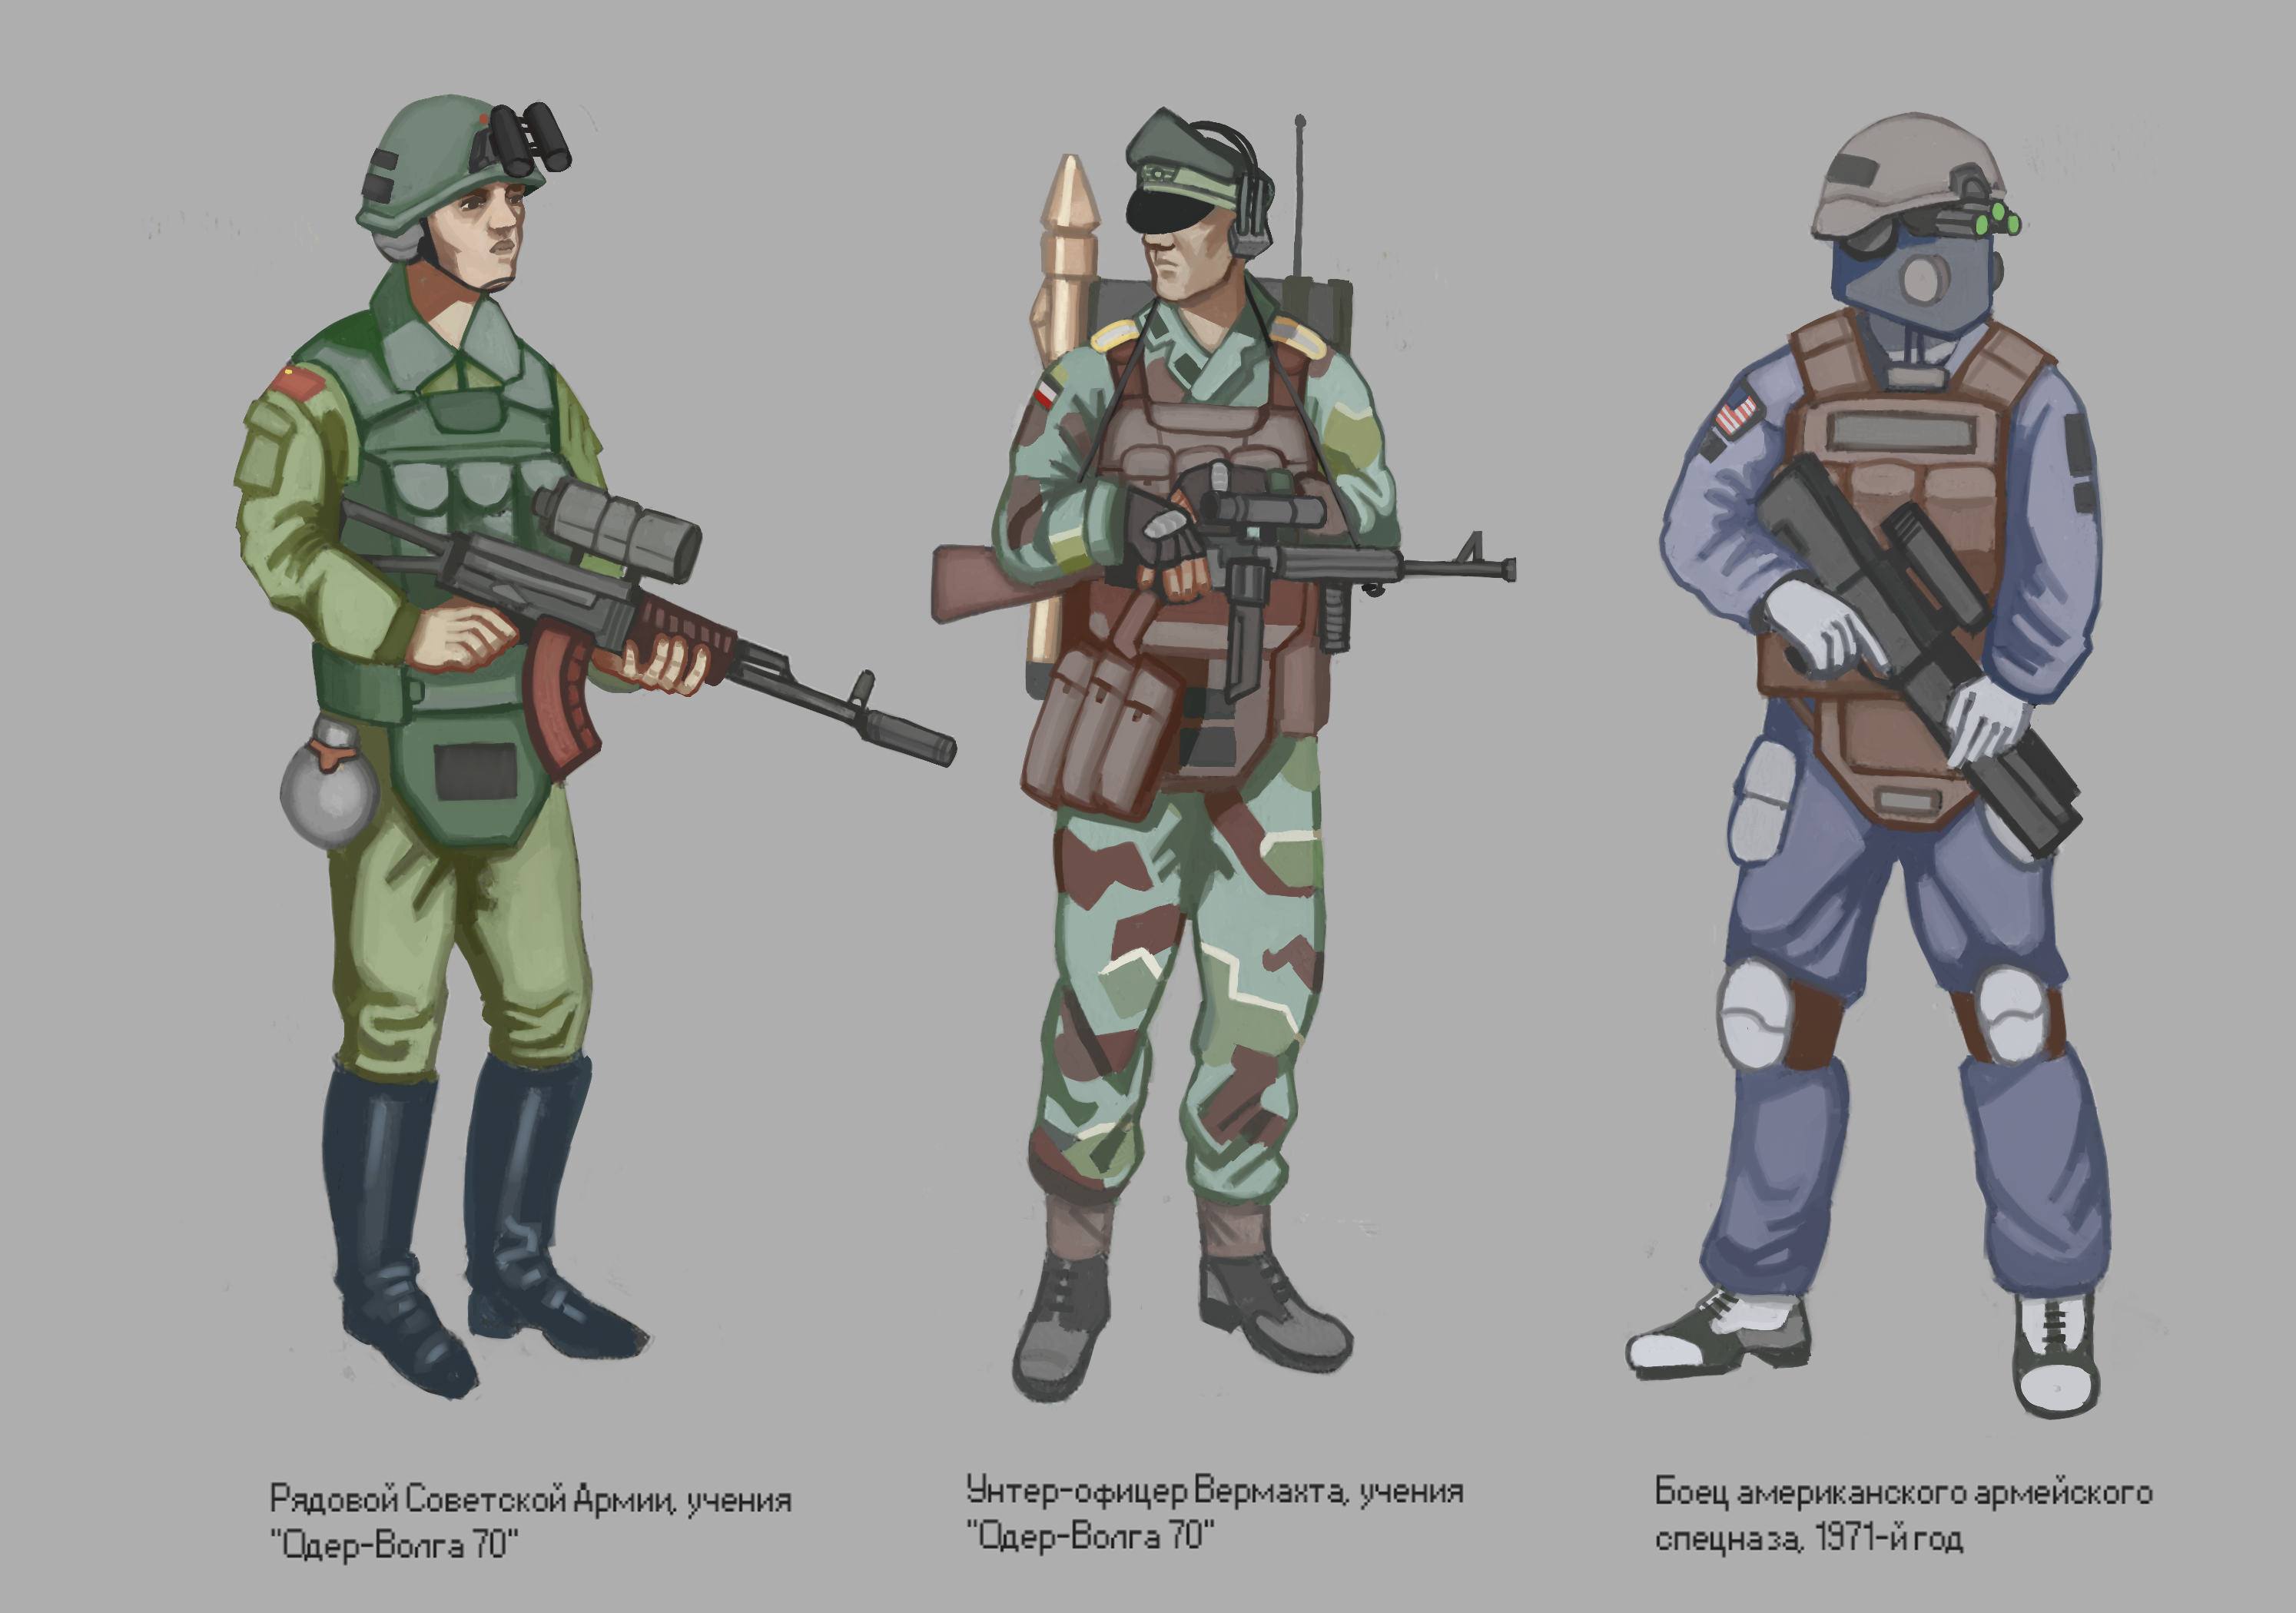 Рядовой Советской Армии, учения
"Одер-Волга 70"
Унтер-офицер Вермахта, учения
"Одер-Волга 70"
Боец американского армейского
спецназа, 1971-й год